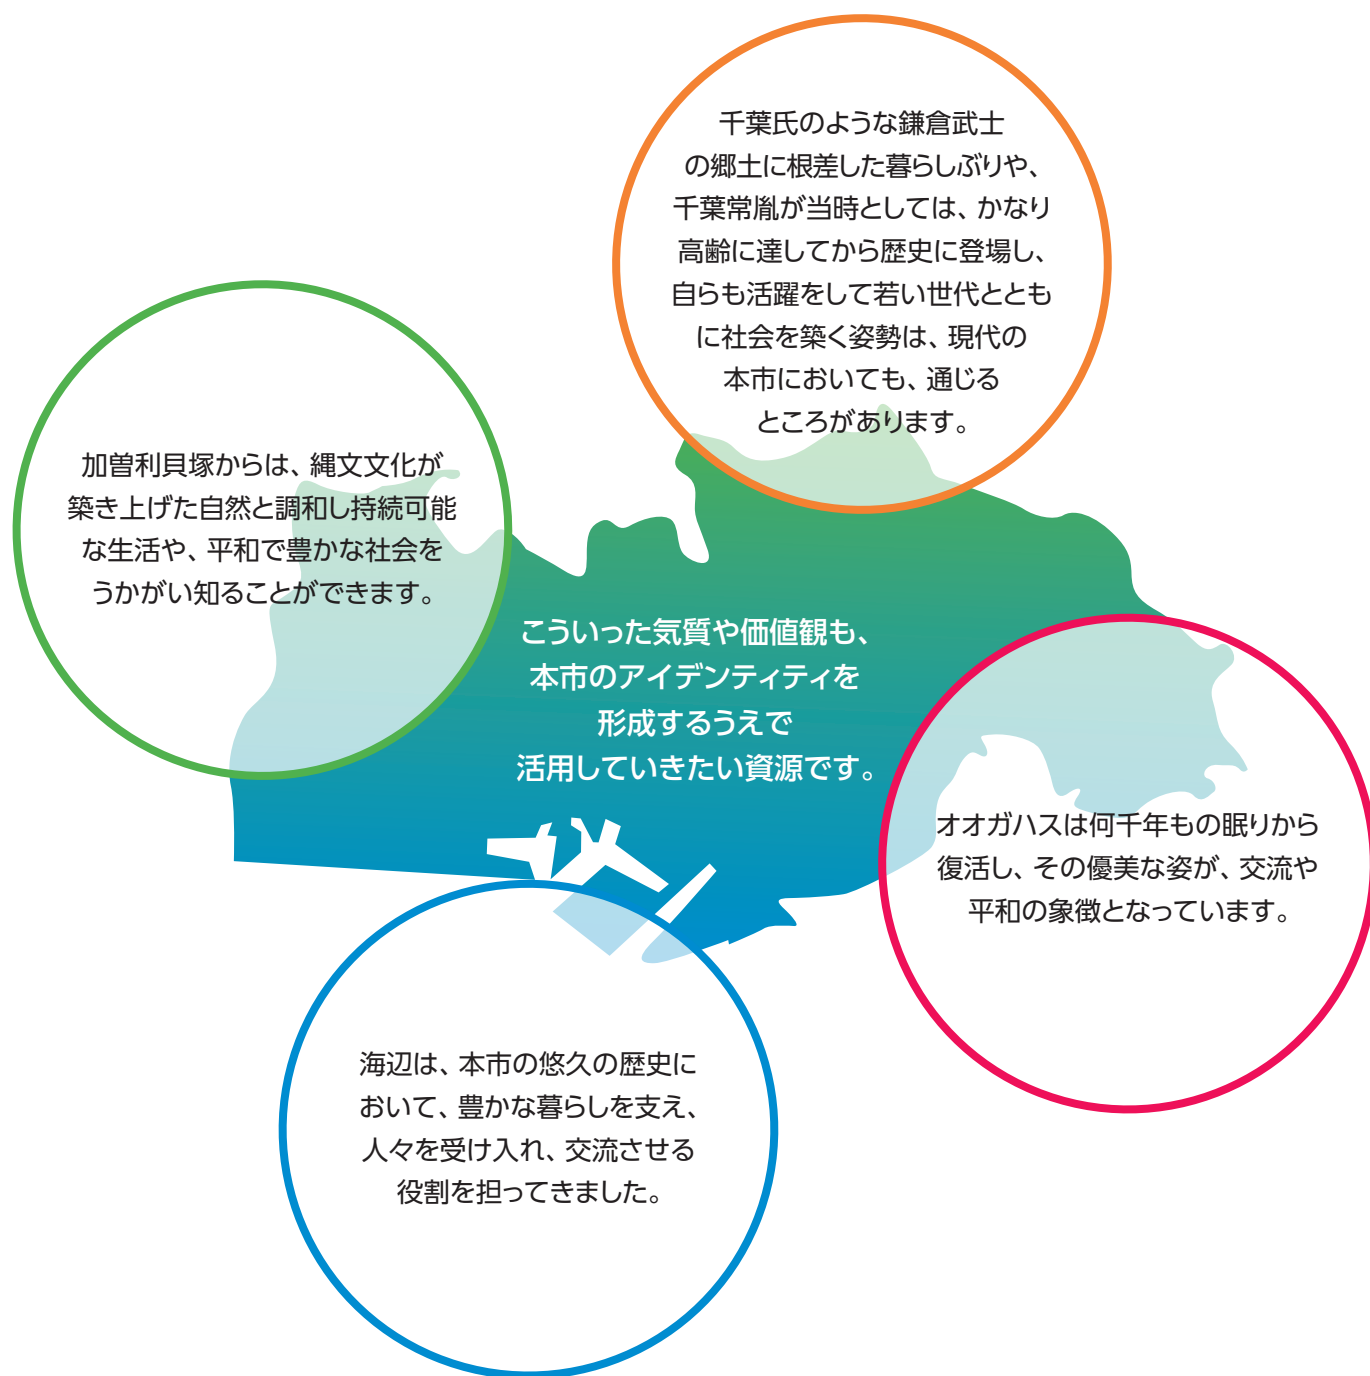 千葉氏のような鎌倉武士
の郷土に根差した暮らしぶりや、
千葉常胤が当時としては、かなり
高齢に達してから歴史に登場し、
自らも活躍をして若い世代ととも
に社会を築く姿勢は、現代の
本市においても、通じる
ところがあります。
加曽利貝塚からは、縄文文化が
築き上げた自然と調和し持続可能
な生活や、平和で豊かな社会を
うかがい知ることができます。
こういった気質や価値観も、
本市のアイデンティティを
形成するうえで
活用していきたい資源です。
オオガハスは何千年もの眠りから
復活し、その優美な姿が、交流や
平和の象徴となっています。
海辺は、本市の悠久の歴史に
おいて、豊かな暮らしを支え、
人々を受け入れ、交流させる
役割を担ってきました。